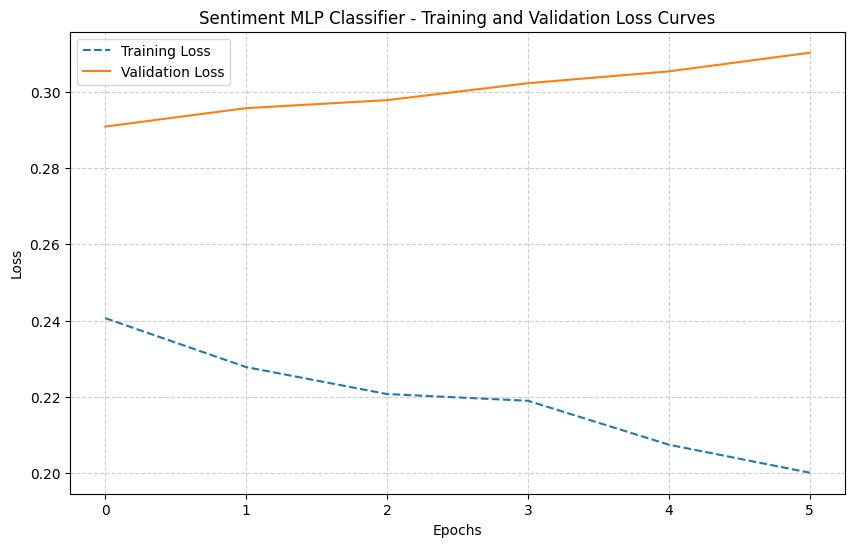 Sentiment MLP Classifier - Training and Validation Loss Curves
Training Loss
Validation Loss
0.30
0.28
0.26
0.24
0.22
0.20
Loss
0 1 2 3 4 5
Epochs